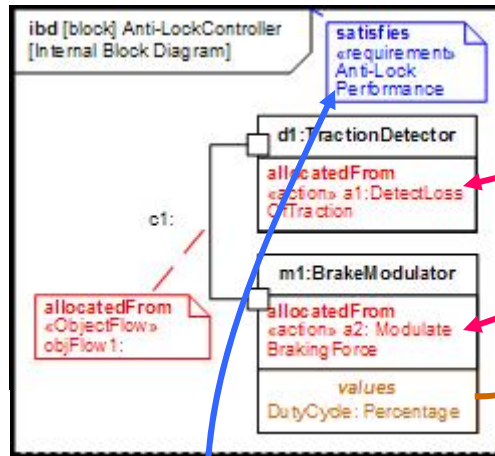 ibd [block] Anti-LockController
[Internal Block Diagram]
satisfies
«requirement»
Anti-Lock
Performance
d1:TractionDetector
allocatedFrom
«action» a1:DetectLoss
OfTraction
c1:
m1:BrakeModulator
allocatedFrom
«action» a2: Modulate
BrakingForce
allocatedFrom
«ObjectFlow»
objFlow1:
values
DutyCycle: Percentage